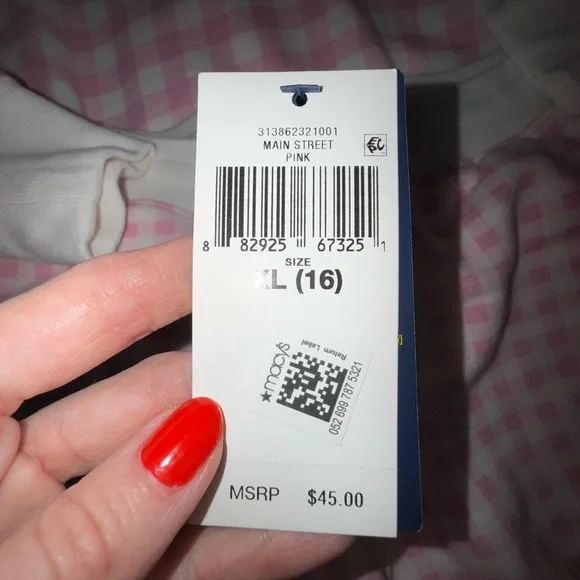 313862321001
MAIN STREET
PINK
EPC
8 82925 67325 1
SIZE
XL (16)
★macy's
Return Label
052 699 787 5321
MSRP $45.00